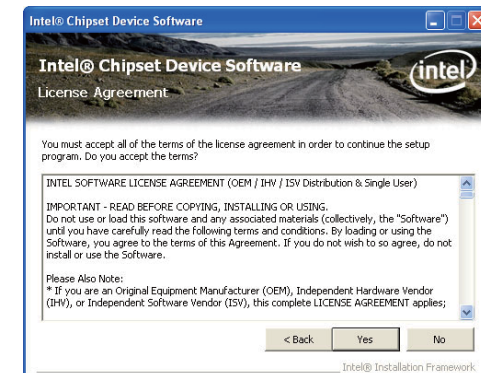 Intel® Chipset Device Software
Intel® Chipset Device Software
intel
License Agreement
You must accept all of the terms of the license agreement in order to continue the setup
program. Do you accept the terms?
INTEL SOFTWARE LICENSE AGREEMENT (OEM / IHV / ISV Distribution & Single User)
IMPORTANT - READ BEFORE COPYING, INSTALLING OR USING.
Do not use or load this software and any associated materials (collectively, the "Software")
until you have carefully read the following terms and conditions. By loading or using the
Software, you agree to the terms of this Agreement. If you do not wish to so agree, do not
install or use the Software.
Please Also Note:
* If you are an Original Equipment Manufacturer (OEM), Independent Hardware Vendor
(IHV), or Independent Software Vendor (ISV), this complete LICENSE AGREEMENT applies;
< Back Yes No
Intel® Installation Framework